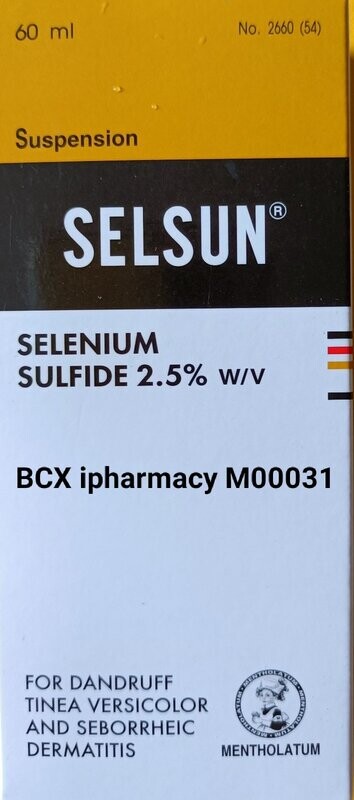 60 ml
No. 2660 (54)
Suspension
SELSUN®
SELENIUM
SULFIDE 2.5% W/V
BCX ipharmacy M00031
FOR DANDRUFF
TINEA VERSICOLOR
AND SEBORRHEIC
DERMATITIS
MENTHOLATUM
MENTHOLATUM